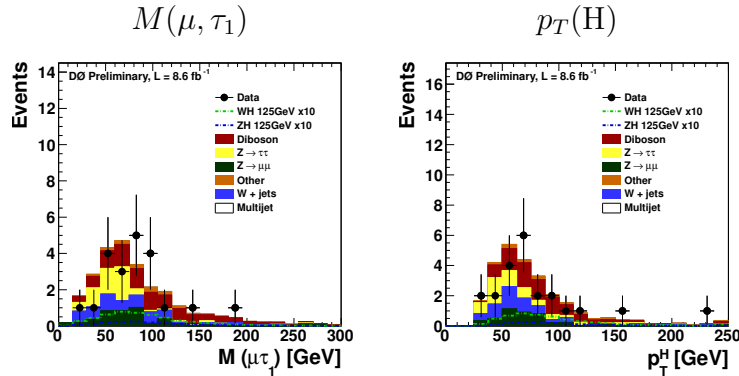 M(μ, τ₁)
p_T(H)
Events
14
12
10
8
6
4
2
0
DØ Preliminary, L = 8.6 fb⁻¹
Data
WH 125GeV x10
ZH 125GeV x10
Diboson
Z → ττ
Z → μμ
Other
W + jets
Multijet
0 50 100 150 200 250 300
M (μτ₁) [GeV]
Events
16
14
12
10
8
6
4
2
0
DØ Preliminary, L = 8.6 fb⁻¹
Data
WH 125GeV x10
ZH 125GeV x10
Diboson
Z → ττ
Z → μμ
Other
W + jets
Multijet
0 50 100 150 200 250
p_T^H [GeV]